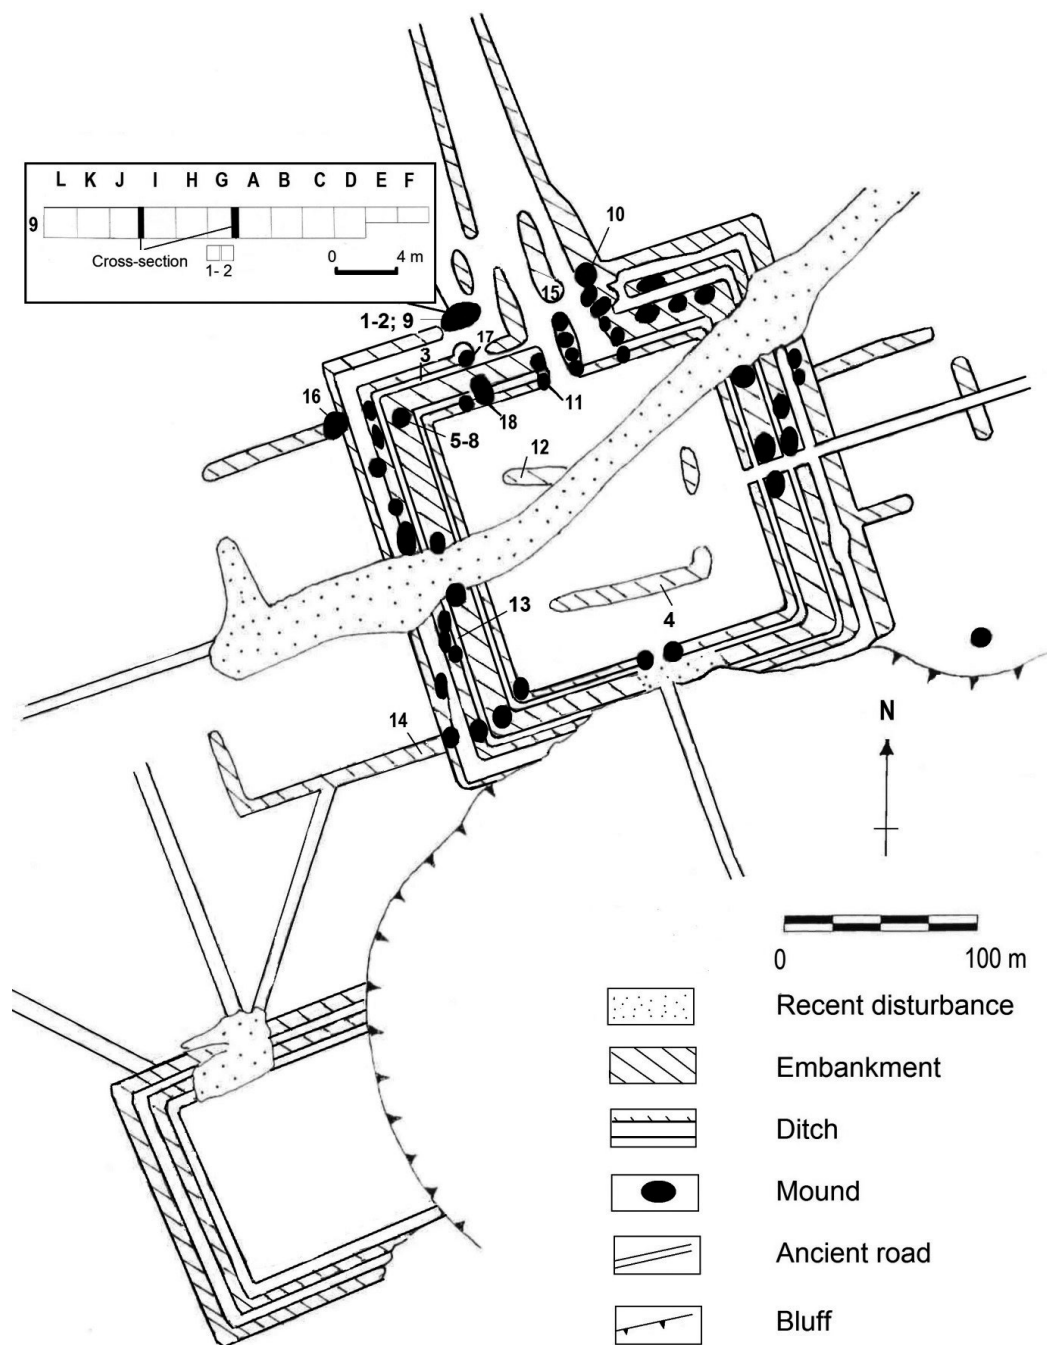 L K J I H G A B C D E F
9
Cross-section
1- 2
0 4 m
10
15
1-2; 9
17
3
16
11
18
5-8
12
13
4
14
N
0 100 m
Recent disturbance
Embankment
Ditch
Mound
Ancient road
Bluff